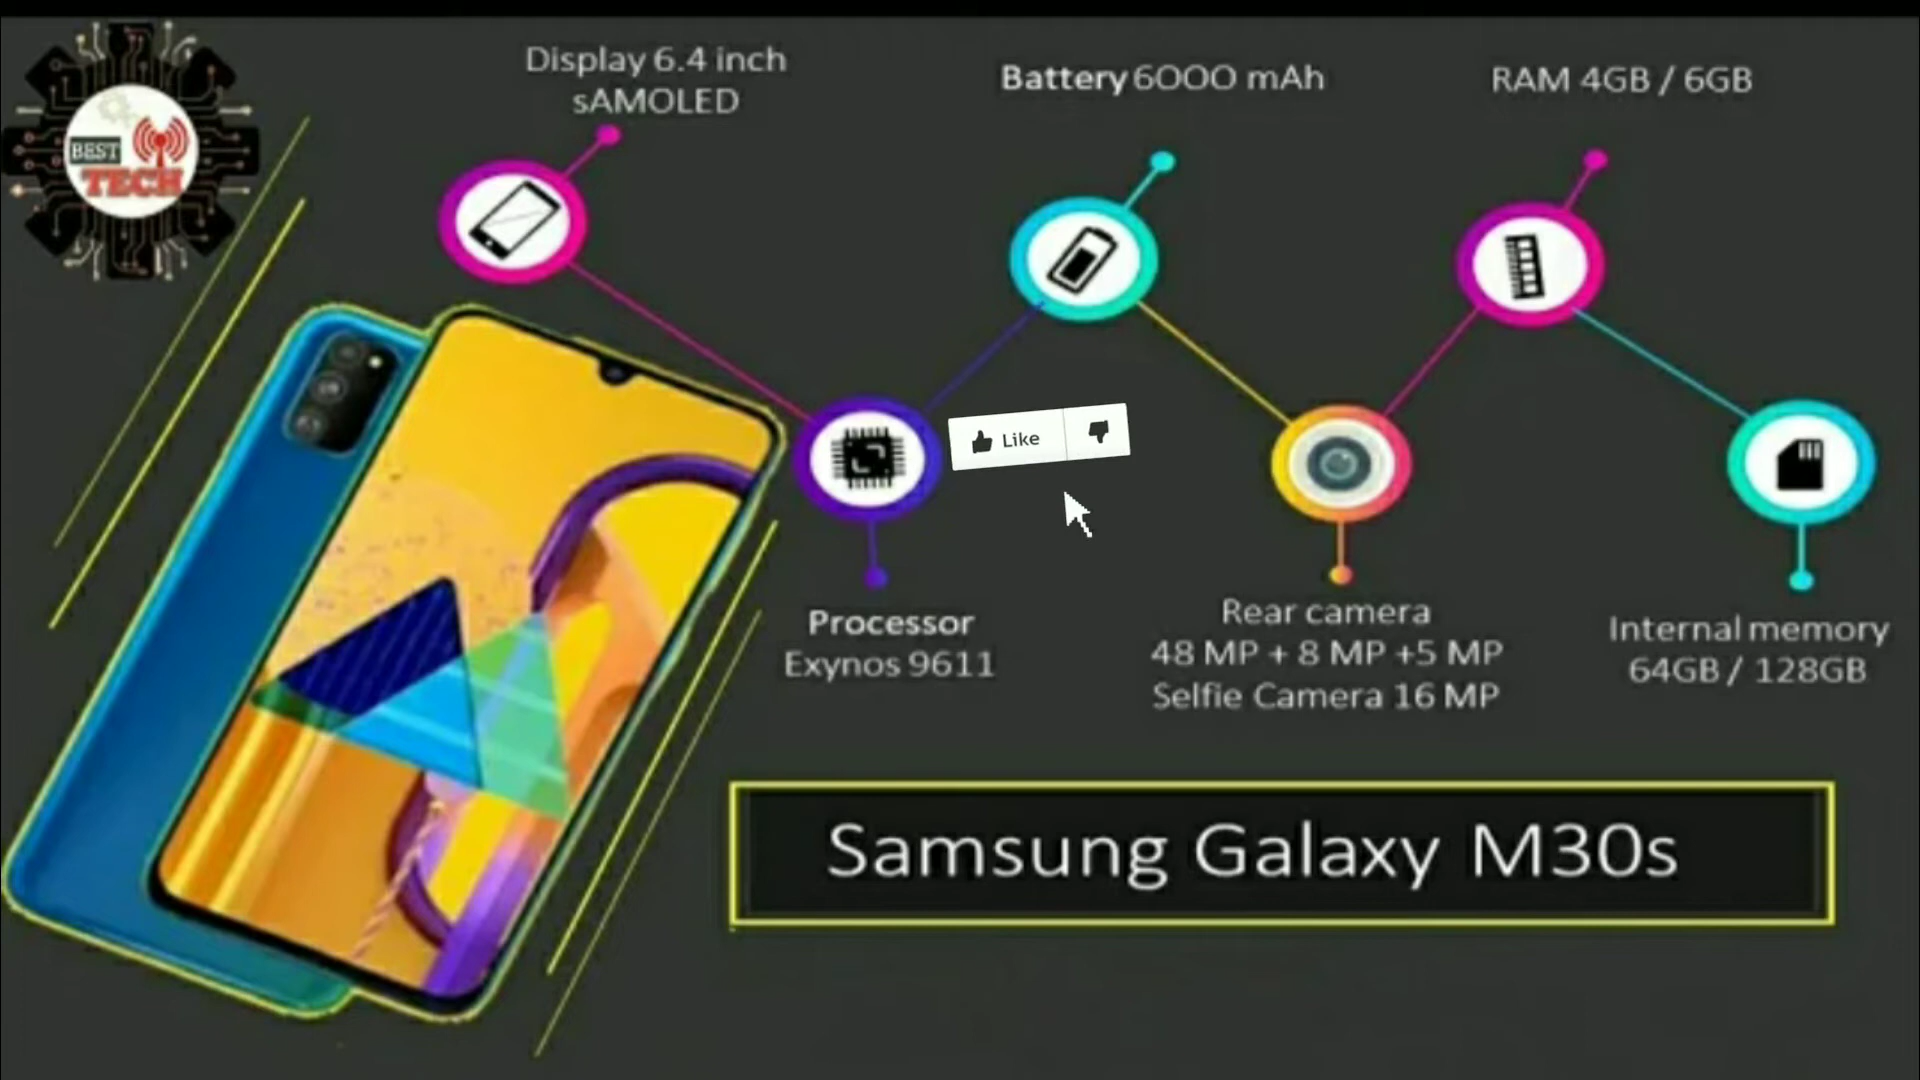 BEST
TECH
Display 6.4 inch
sAMOLED
Battery 6000 mAh
RAM 4GB / 6GB
Like
Processor
Exynos 9611
Rear camera
48 MP + 8 MP +5 MP
Selfie Camera 16 MP
Internal memory
64GB / 128GB
Samsung Galaxy M30s